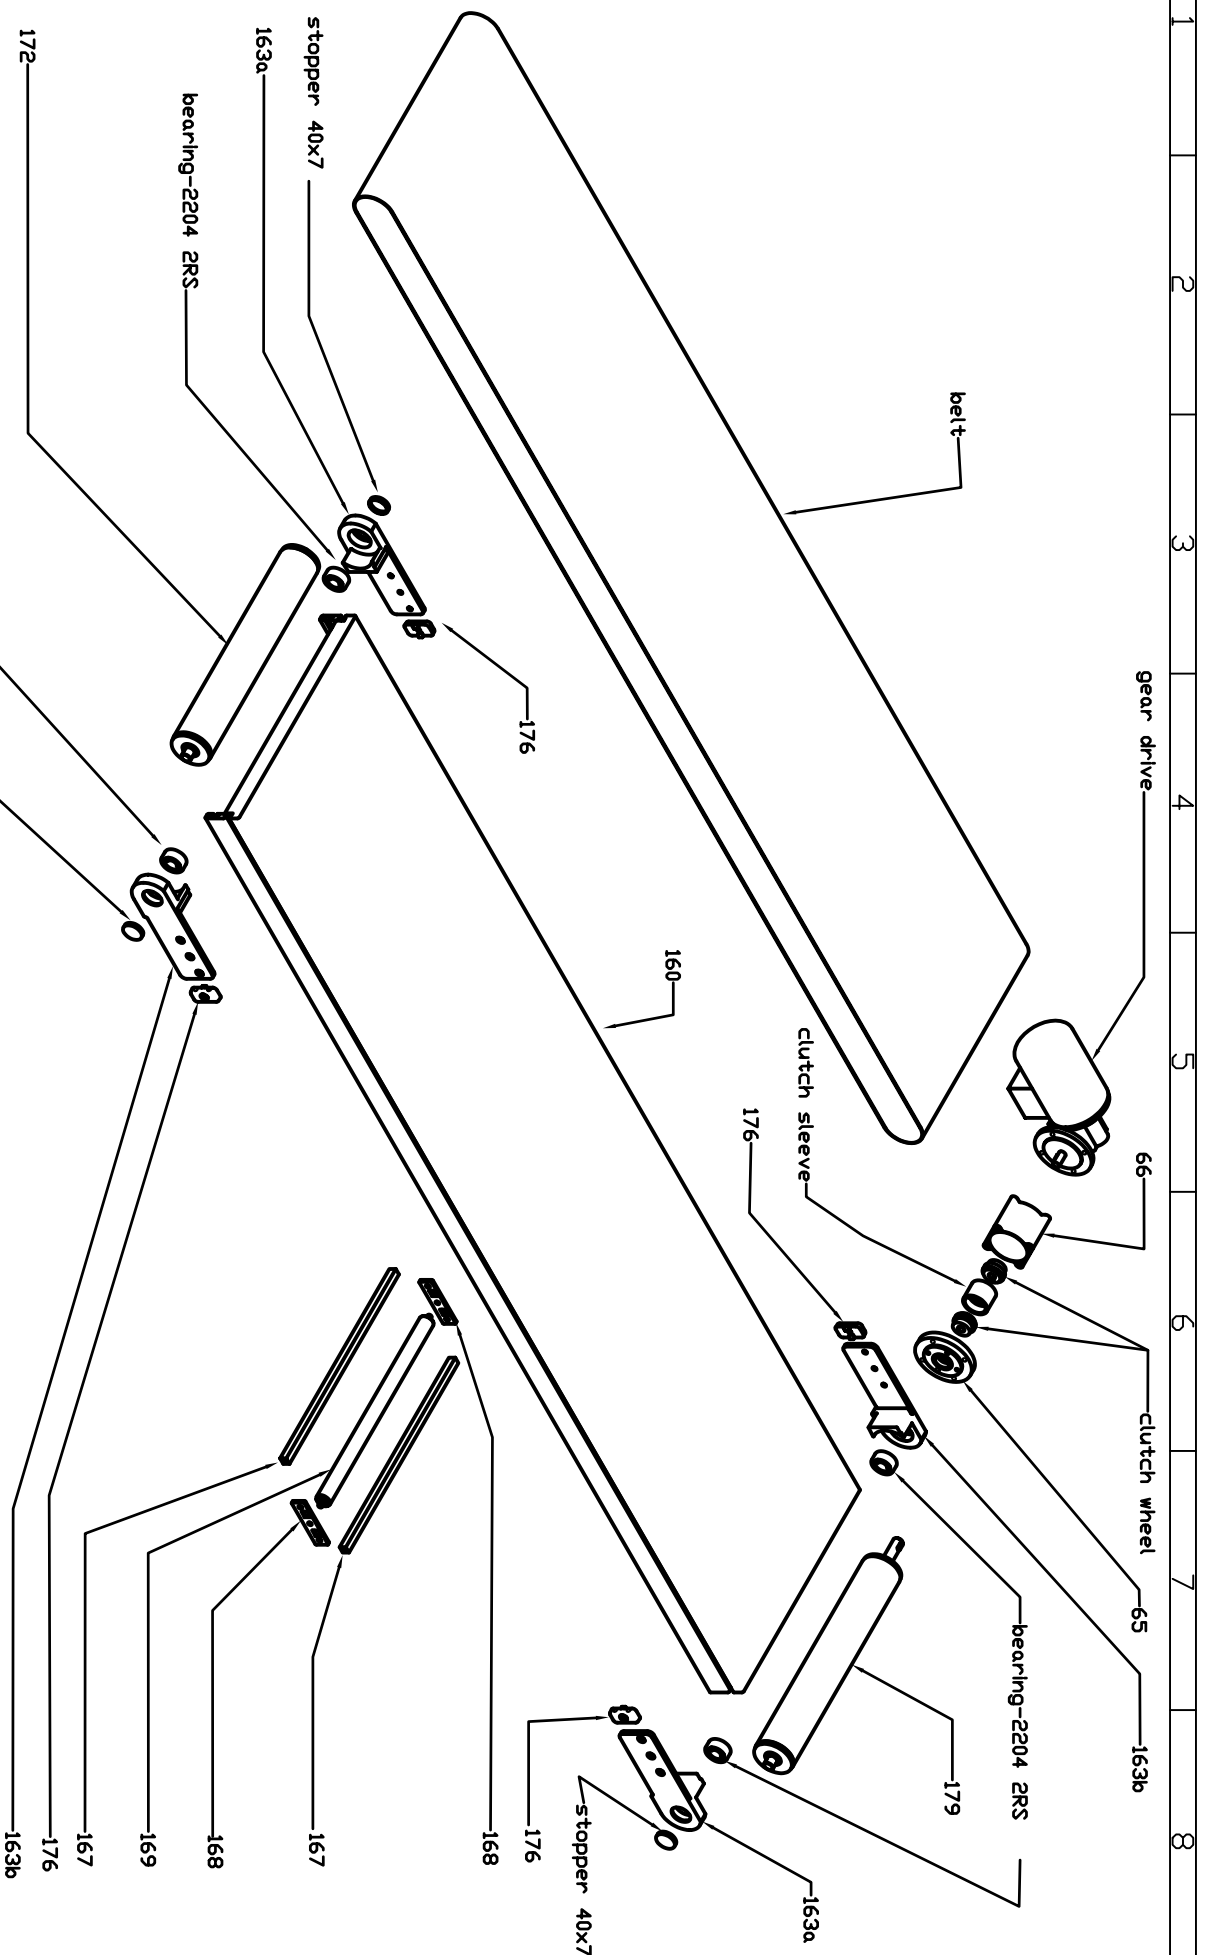 1
2
3
4
5
6
7
8
belt
gear drive
66
clutch wheel
65
163b
bearing-2204 2RS
179
clutch sleeve
176
160
163a
stopper 40x7
176
168
167
168
169
167
176
163b
176
stopper 40x7
163a
bearing-2204 2RS
172